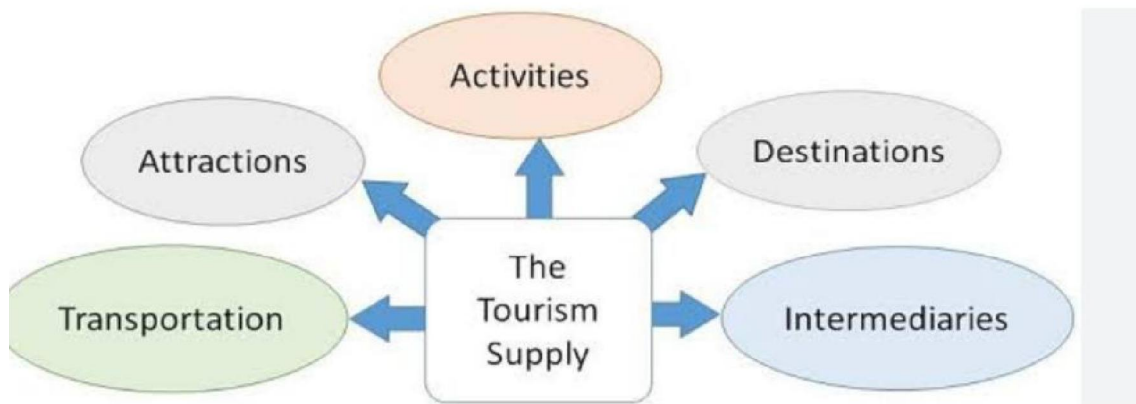 Activities
Attractions
Destinations
The
Tourism
Supply
Transportation
Intermediaries